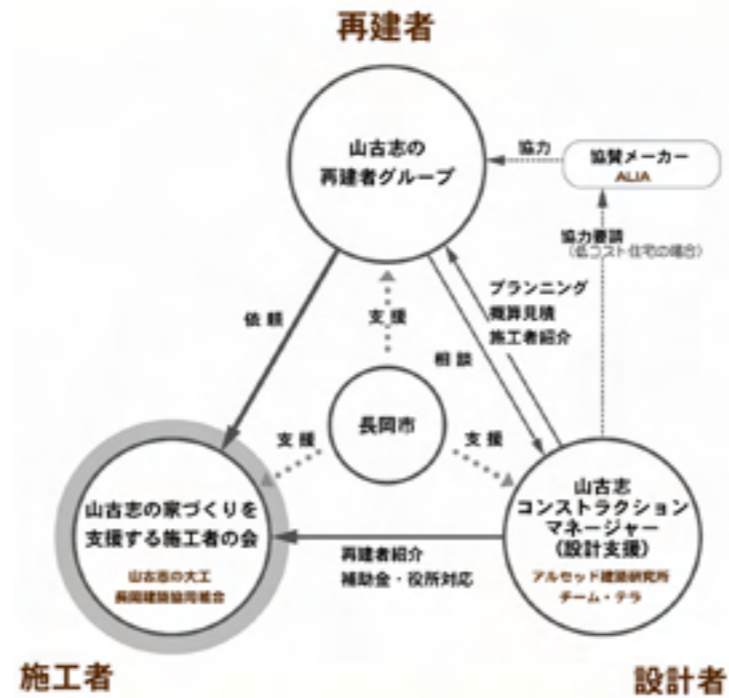 再建者
山古志の
再建者グループ
協力
協賛メーカー
ALIA
協力要請
(低コスト住宅の場合)
プランニング
概算見積
施工者紹介
依頼
支援
相談
長岡市
支援
支援
山古志の家づくりを
支援する施工者の会
山古志の大工
長岡建築協同組合
山古志
コンストラクション
マネージャー
(設計支援)
アルセッド建築研究所
チーム・テラ
再建者紹介
補助金・役所対応
施工者
設計者